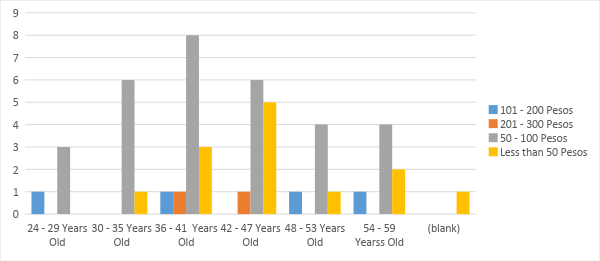 9
8
7
6
5
4
3
2
1
0
24 - 29 Years Old
30 - 35 Years Old
36 - 41 Years Old
42 - 47 Years Old
48 - 53 Years Old
54 - 59 Yearss Old
(blank)
101 - 200 Pesos
201 - 300 Pesos
50 - 100 Pesos
Less than 50 Pesos